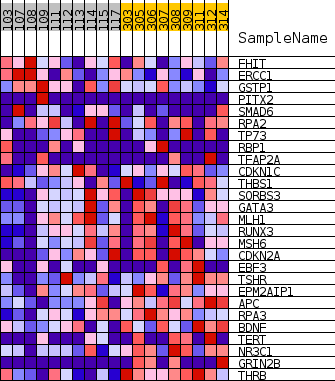 103 107 108 109 110 112 113 114 115 117 303 305 306 307 308 309 311 312 314
SampleName
FHIT
ERCC1
GSTP1
PITX2
SMAD6
RPA2
TP73
RBP1
TFAP2A
CDKN1C
THBS1
SORBS3
GATA3
MLH1
RUNX3
MSH6
CDKN2A
EBF3
TSHR
EPM2AIP1
APC
RPA3
BDNF
TERT
NR3C1
GRIN2B
THRB